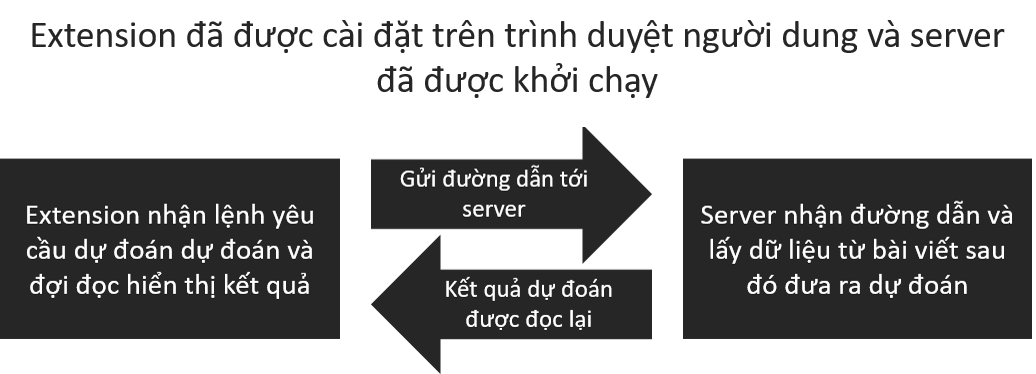 Extension đã được cài đặt trên trình duyệt người dung và server
đã được khởi chạy
Extension nhận lệnh yêu
cầu dự đoán dự đoán và
đợi đọc hiển thị kết quả
Gửi đường dẫn tới
server
Kết quả dự đoán
được đọc lại
Server nhận đường dẫn và
lấy dữ liệu từ bài viết sau
đó đưa ra dự đoán